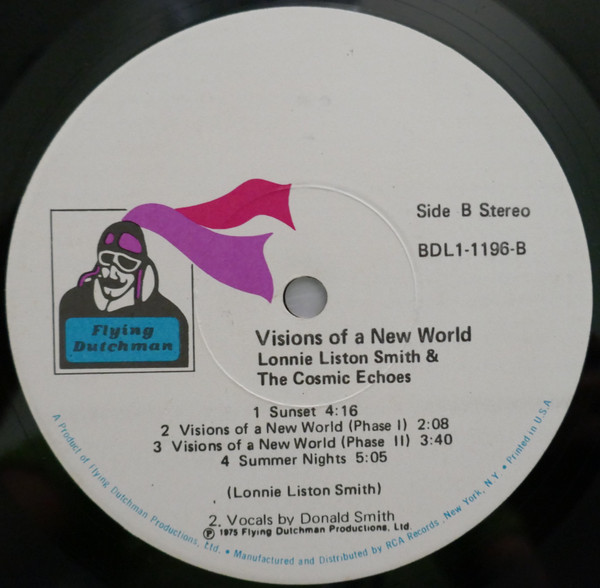 Side B Stereo
BDL1-1196-B
Flying
Dutchman
Visions of a New World
Lonnie Liston Smith &
The Cosmic Echoes
1 Sunset 4:16
2 Visions of a New World (Phase I) 2:08
3 Visions of a New World (Phase II) 3:40
4 Summer Nights 5:05
(Lonnie Liston Smith)
2. Vocals by Donald Smith
℗ 1975 Flying Dutchman Productions, Ltd.
A Product of Flying Dutchman Productions, Ltd. • Manufactured and Distributed by RCA Records, New York, N.Y. • Printed in U.S.A